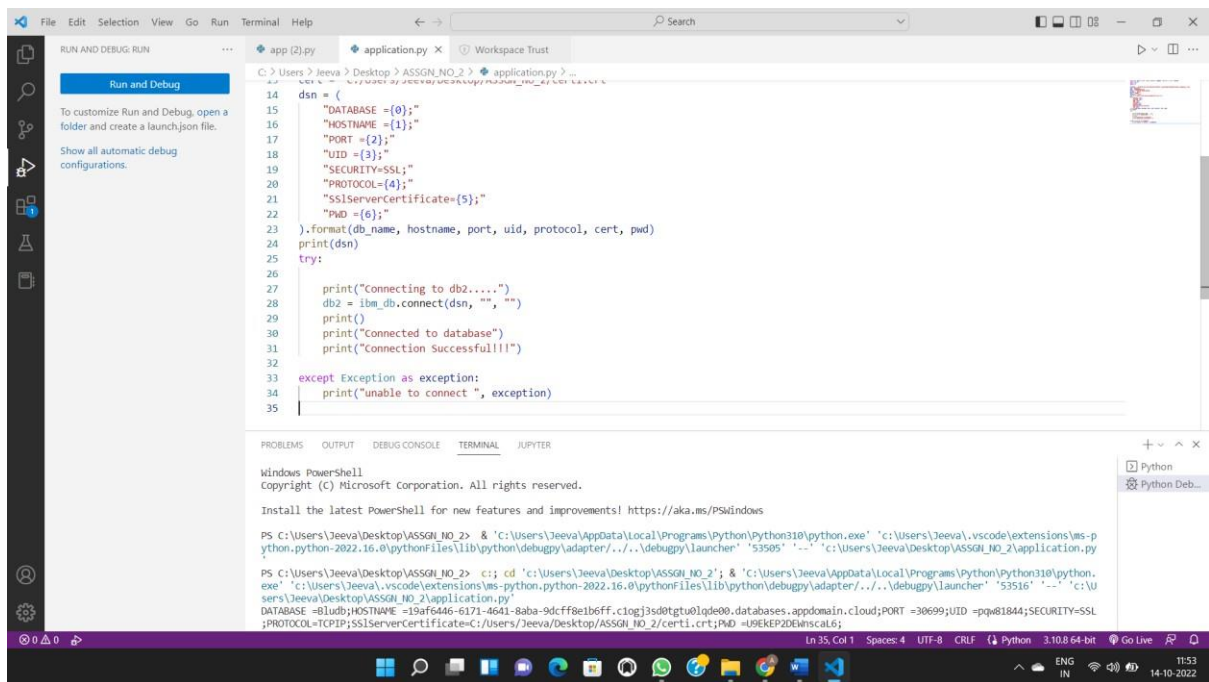 File Edit Selection View Go Run Terminal Help
Search
RUN AND DEBUG: RUN
app (2).py
application.py
Workspace Trust
C: > Users > Jeeva > Desktop > ASSGN_NO_2 > application.py > ...
Run and Debug
To customize Run and Debug, open a
folder and create a launch.json file.
Show all automatic debug
configurations.
1
13 cert = "C:/Users/Jeeva/Desktop/ASSGN_NO_2/certi.crt"
14 dsn = (
15 "DATABASE ={0};"
16 "HOSTNAME ={1};"
17 "PORT ={2};"
18 "UID ={3};"
19 "SECURITY=SSL;"
20 "PROTOCOL={4};"
21 "SSlServerCertificate={5};"
22 "PWD ={6};"
23 ).format(db_name, hostname, port, uid, protocol, cert, pwd)
24 print(dsn)
25 try:
26
27 print("Connecting to db2.....")
28 db2 = ibm_db.connect(dsn, "", "")
29 print()
30 print("Connected to database")
31 print("Connection Successful!!!")
32
33 except Exception as exception:
34 print("unable to connect ", exception)
35
PROBLEMS OUTPUT DEBUG CONSOLE TERMINAL JUPYTER
Python
Python Deb...
Windows PowerShell
Copyright (C) Microsoft Corporation. All rights reserved.
Install the latest PowerShell for new features and improvements! https://aka.ms/PSWindows
PS C:\Users\Jeeva\Desktop\ASSGN_NO_2> & 'C:\Users\Jeeva\AppData\Local\Programs\Python\Python310\python.exe' 'c:\Users\Jeeva\.vscode\extensions\ms-p
ython.python-2022.16.0\pythonFiles\lib\python\debugpy\adapter/../..\debugpy\launcher' '53505' '--' 'c:\Users\Jeeva\Desktop\ASSGN_NO_2\application.py
'
PS C:\Users\Jeeva\Desktop\ASSGN_NO_2> c:; cd 'c:\Users\Jeeva\Desktop\ASSGN_NO_2'; & 'C:\Users\Jeeva\AppData\Local\Programs\Python\Python310\python.
exe' 'c:\Users\Jeeva\.vscode\extensions\ms-python.python-2022.16.0\pythonFiles\lib\python\debugpy\adapter/../..\debugpy\launcher' '53516' '--' 'c:\U
sers\Jeeva\Desktop\ASSGN_NO_2\application.py'
DATABASE =Bludb;HOSTNAME =19af6446-6171-4641-8aba-9dcff8e1b6ff.c1ogj3sd0tgtu0lqde00.databases.appdomain.cloud;PORT =30699;UID =pqw81844;SECURITY=SSL
;PROTOCOL=TCPIP;SSlServerCertificate=C:/Users/Jeeva/Desktop/ASSGN_NO_2/certi.crt;PWD =U9EkEP2DEWnscaL6;
0 0 Ln 35, Col 1 Spaces: 4 UTF-8 CRLF Python 3.10.8 64-bit Go Live
ENG
IN
11:53
14-10-2022